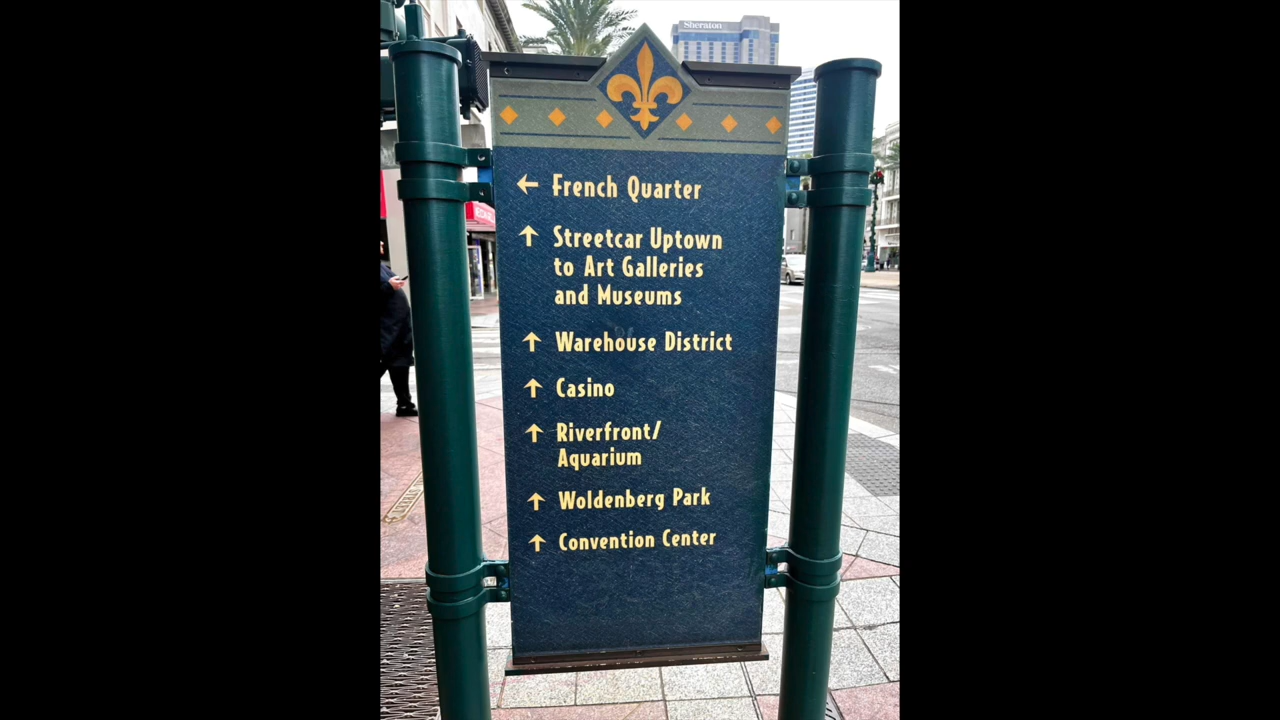 Sheraton
← French Quarter
↑ Streetcar Uptown
to Art Galleries
and Museums
↑ Warehouse District
↑ Casino
↑ Riverfront/
Aquarium
↑ Woldenberg Park
↑ Convention Center